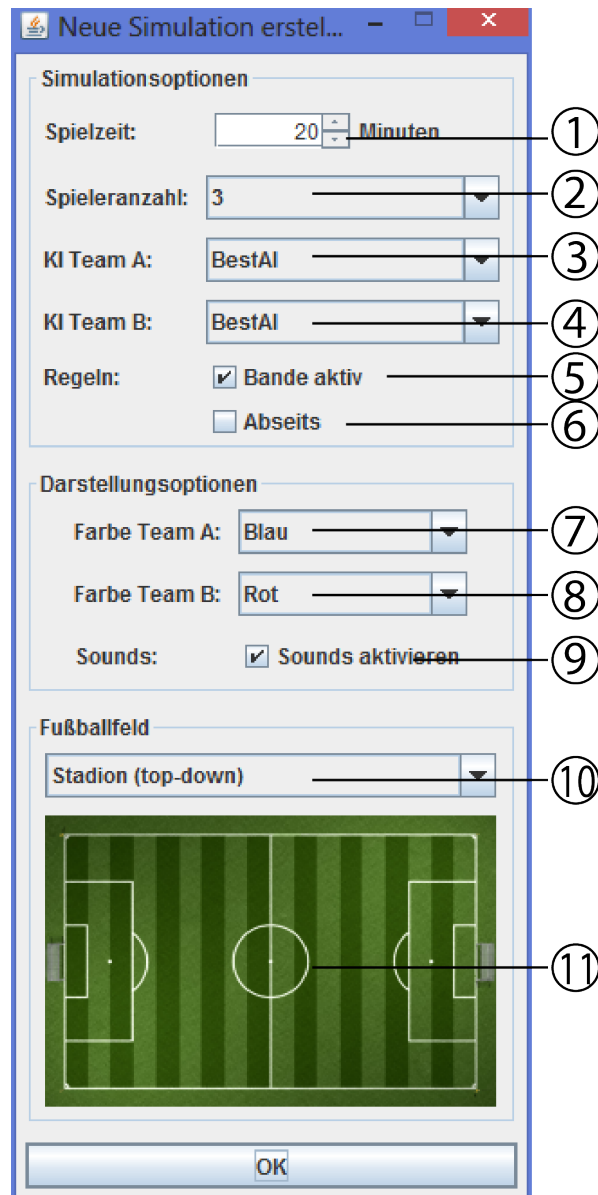 Neue Simulation erstel...
Simulationsoptionen
Spielzeit: 20 Minuten ①
Spieleranzahl: 3 ②
KI Team A: BestAI ③
KI Team B: BestAI ④
Regeln: Bande aktiv ⑤
Abseits ⑥
Darstellungsoptionen
Farbe Team A: Blau ⑦
Farbe Team B: Rot ⑧
Sounds: Sounds aktivieren ⑨
Fußballfeld
Stadion (top-down) ⑩
⑪
OK